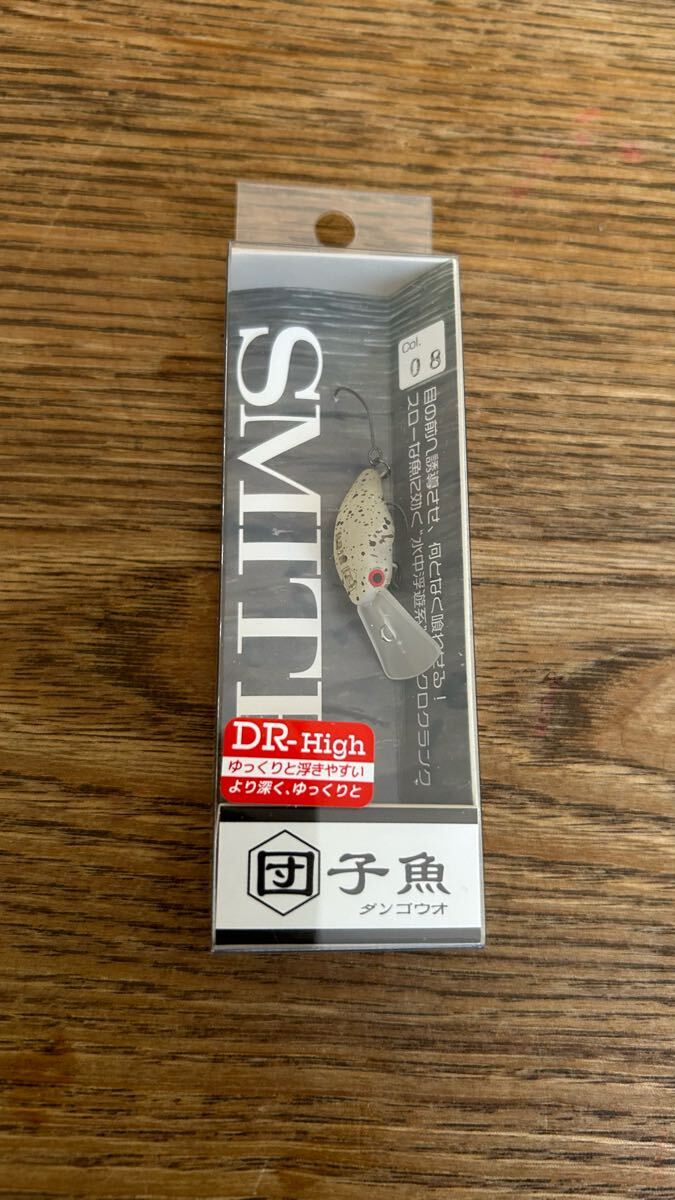 Col.
08
目の前へ誘導させ、何となく喰わせる！
スローな魚に効く"水中浮遊系"
クロクランク
SMIT
DR-High
ゆっくりと浮きやすい
より深く、ゆっくりと
団子魚
ダンゴウオ